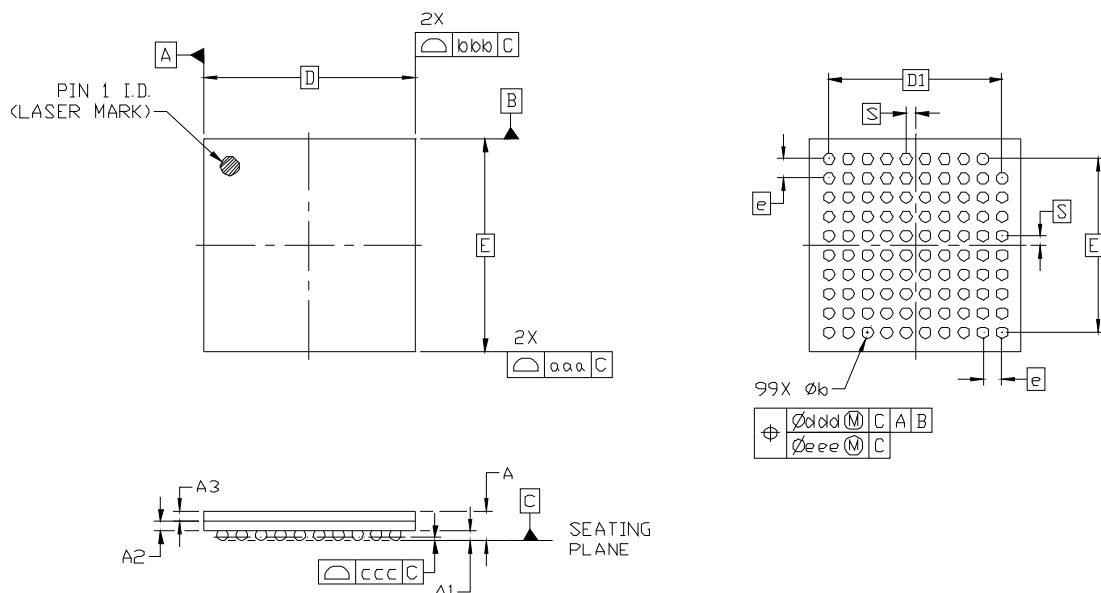 2X
bbb C
A
D
PIN 1 I.D.
(LASER MARK)
B
E
2X
aaa C
D1
S
e
S
E
e
99X Øb
Øddd Ⓜ C A B
Øeee Ⓜ C
A3
A
C
SEATING
PLANE
A2
ccc C
A1